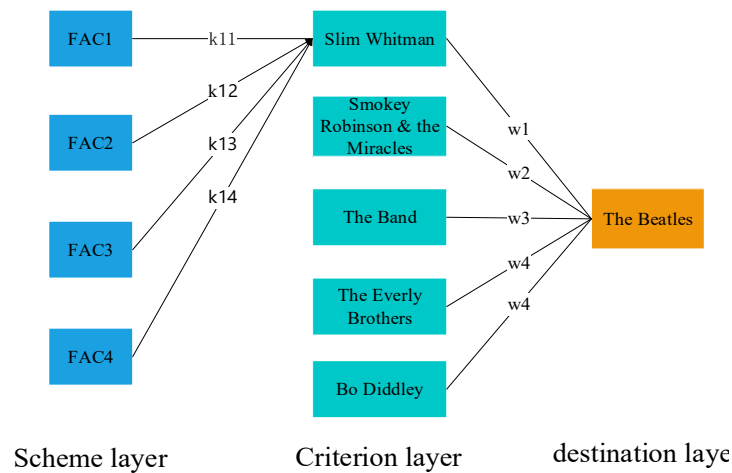 FAC1
k11
Slim Whitman
k12
w1
FAC2
Smokey
Robinson & the
Miracles
k13
w2
k14
FAC3
The Band
w3
The Beatles
w4
The Everly
Brothers
w4
FAC4
Bo Diddley
Scheme layer
Criterion layer
destination laye